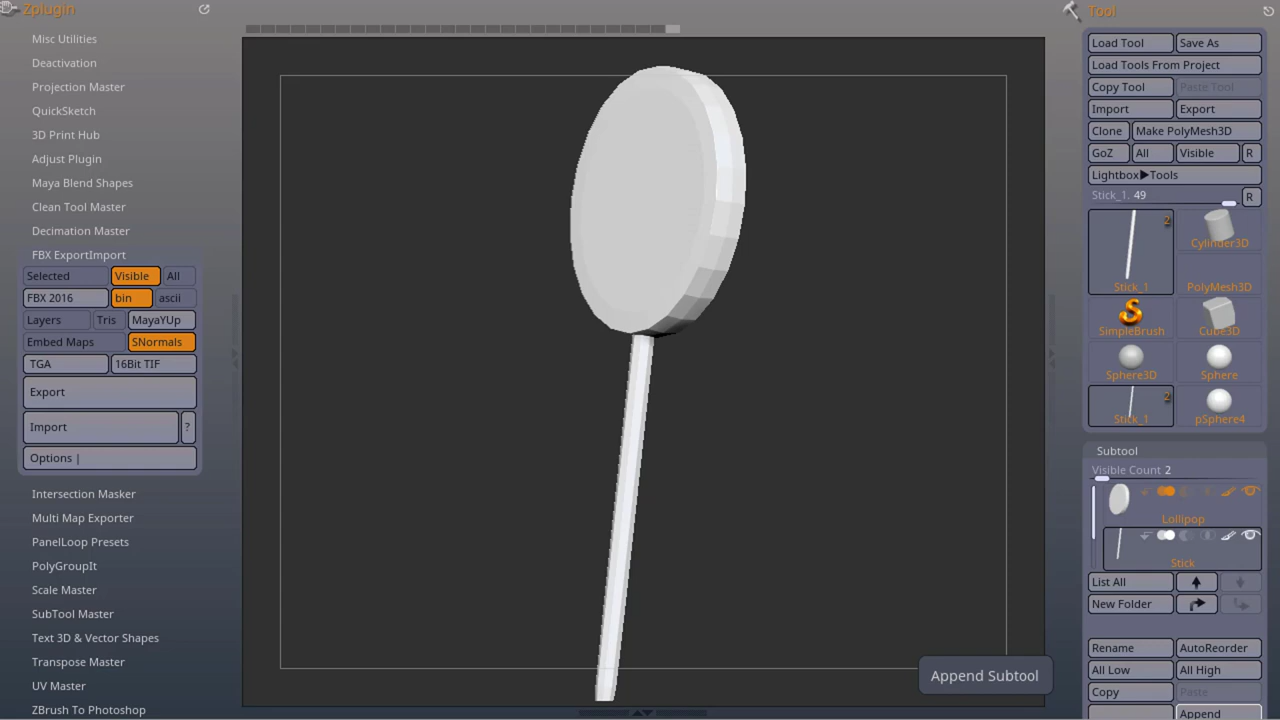 Zplugin
Misc Utilities
Deactivation
Projection Master
QuickSketch
3D Print Hub
Adjust Plugin
Maya Blend Shapes
Clean Tool Master
Decimation Master
FBX ExportImport
Selected Visible All
FBX 2016 bin ascii
Layers Tris MayaYUp
Embed Maps SNormals
TGA 16Bit TIF
Export
Import ?
Options |
Intersection Masker
Multi Map Exporter
PanelLoop Presets
PolyGroupIt
Scale Master
SubTool Master
Text 3D & Vector Shapes
Transpose Master
UV Master
ZBrush To Photoshop
Append Subtool
Tool
Load Tool Save As
Load Tools From Project
Copy Tool Paste Tool
Import Export
Clone Make PolyMesh3D
GoZ All Visible R
Lightbox▶Tools
Stick_1. 49 R
2
Cylinder3D
Stick_1 PolyMesh3D
SimpleBrush Cube3D
Sphere3D Sphere
2
Stick_1 pSphere4
Subtool
Visible Count 2
Lollipop
Stick
List All
New Folder
Rename AutoReorder
All Low All High
Copy Paste
Append